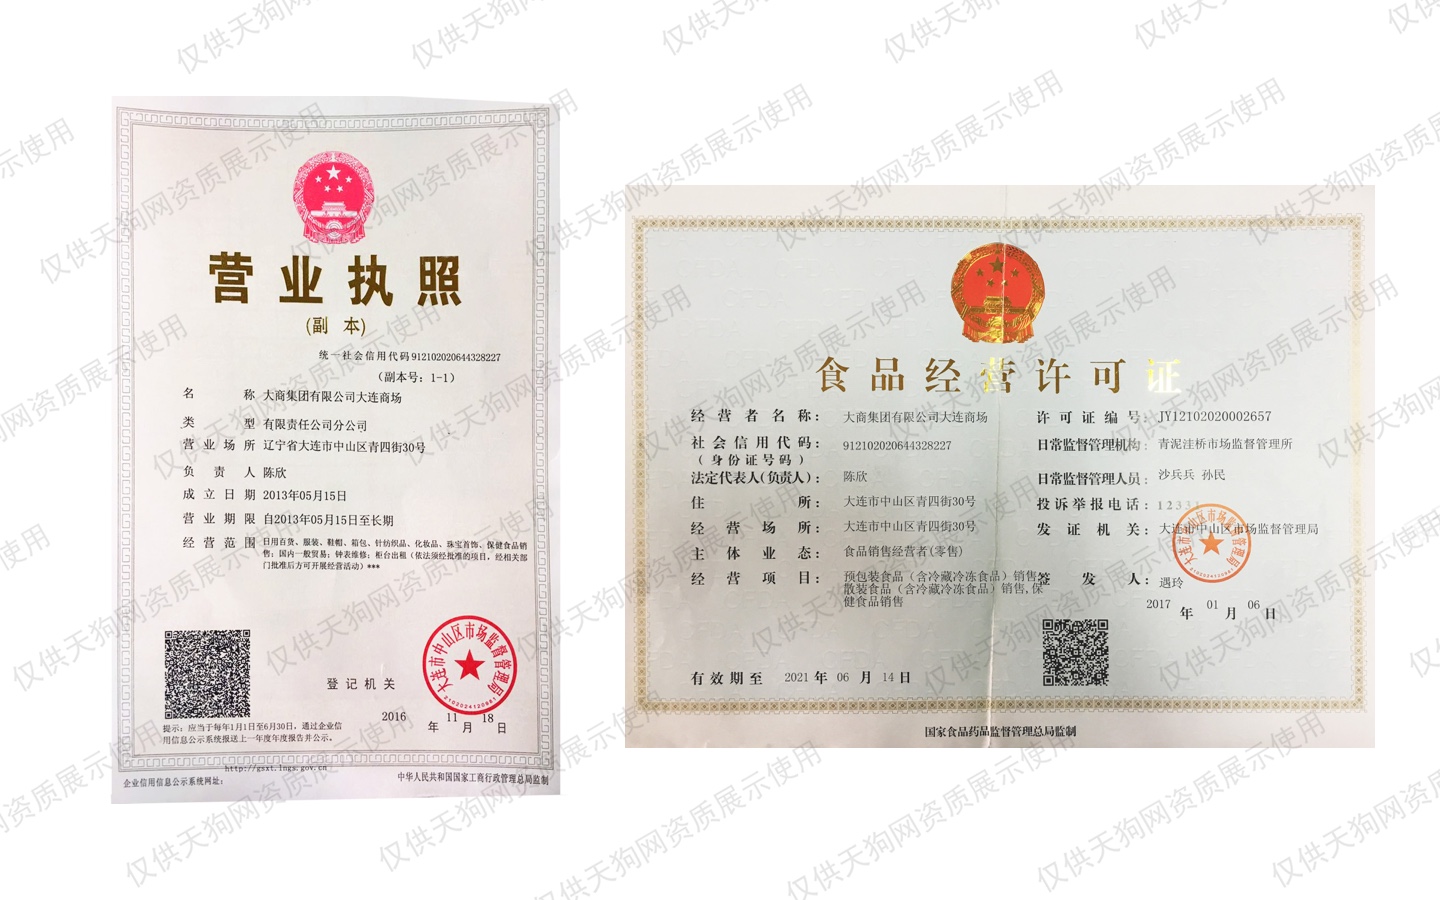 营业执照
(副 本)
统一社会信用代码912102020644328227
(副本号: 1-1)
名 称 大商集团有限公司大连商场
类 型 有限责任公司分公司
营业场所 辽宁省大连市中山区青四街30号
负 责 人 陈欣
成立日期 2013年05月15日
营业期限 自2013年05月15日至长期
经营范围 日用百货、服装、鞋帽、箱包、针纺织品、化妆品、珠宝首饰、保健食品销
售; 国内一般贸易; 钟表维修; 柜台出租 (依法须经批准的项目, 经相关部
门批准后方可开展经营活动) ***
登记机关
大连市中山区市场监督管理局
2102024120981
2016 年 11 月 18 日
提示: 应当于每年1月1日至6月30日, 通过企业信
用信息公示系统报送上一年度年度报告并公示。
http://gsxt.lngs.gov.cn
企业信用信息公示系统网址:
中华人民共和国国家工商行政管理总局监制
食品经营许可证
经营者名称: 大商集团有限公司大连商场
社会信用代码: 912102020644328227
(身份证号码)
法定代表人(负责人): 陈欣
住 所: 大连市中山区青四街30号
经营场所: 大连市中山区青四街30号
主体业态: 食品销售经营者(零售)
经营项目: 预包装食品 (含冷藏冷冻食品) 销售,
散装食品 (含冷藏冷冻食品) 销售,保
健食品销售
有效期至 2021 年 06 月 14 日
许可证编号: JY12102020002657
日常监督管理机构: 青泥洼桥市场监督管理所
日常监督管理人员: 沙兵兵 孙民
投诉举报电话: 12331
发证机关: 大连市中山区市场监督管理局
签发人: 遇玲
2017 年 01 月 06 日
国家食品药品监督管理总局监制
仅供天狗网资质展示使用